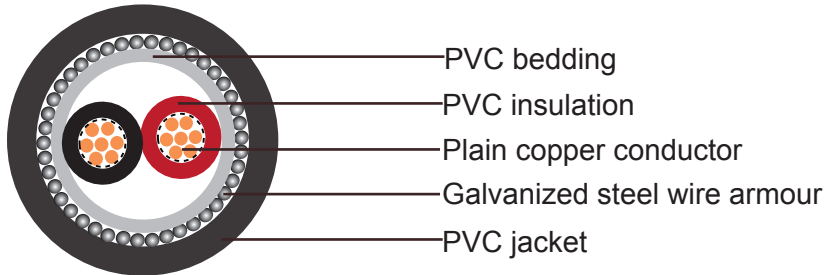 PVC bedding
PVC insulation
Plain copper conductor
Galvanized steel wire armour
PVC jacket